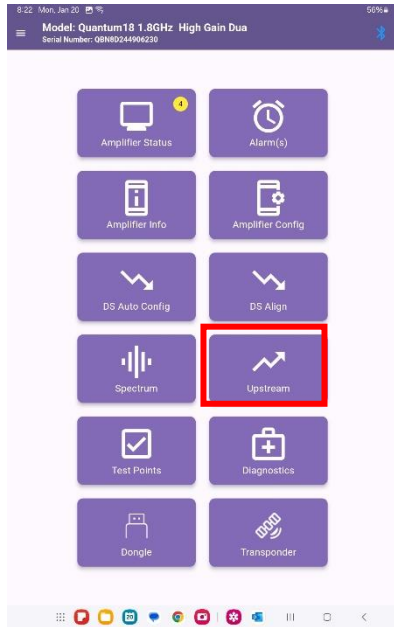 8:22 Mon, Jan 20
56%
Model: Quantum18 1.8GHz High Gain Dua
Serial Number: QBN8D244906230
4
Amplifier Status
Alarm(s)
Amplifier Info
Amplifier Config
DS Auto Config
DS Align
Spectrum
Upstream
Test Points
Diagnostics
Dongle
Transponder
20